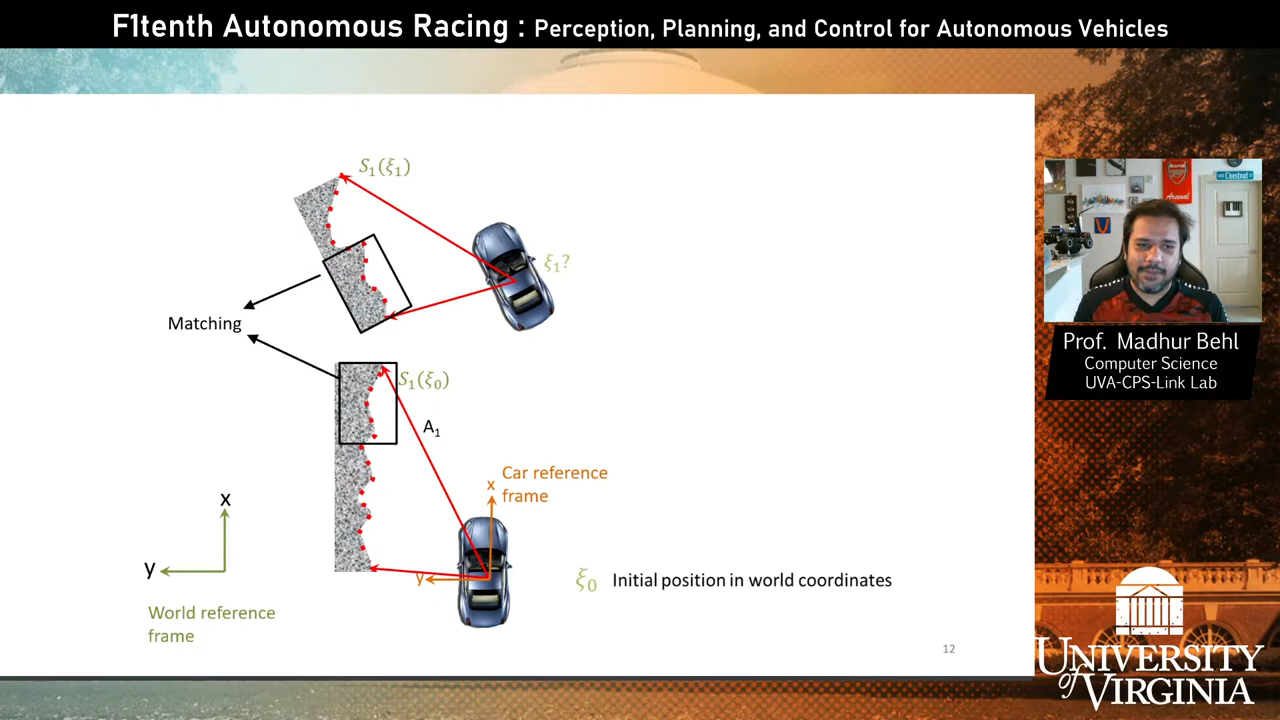 F1tenth Autonomous Racing : Perception, Planning, and Control for Autonomous Vehicles
S₁(ξ₁)
ξ₁?
Matching
S₁(ξ₀)
A₁
Car reference
frame
x
y
x
y
World reference
frame
ξ₀ Initial position in world coordinates
12
Arsenal
Chestnut
Prof. Madhur Behl
Computer Science
UVA-CPS-Link Lab
UNIVERSITY
of VIRGINIA